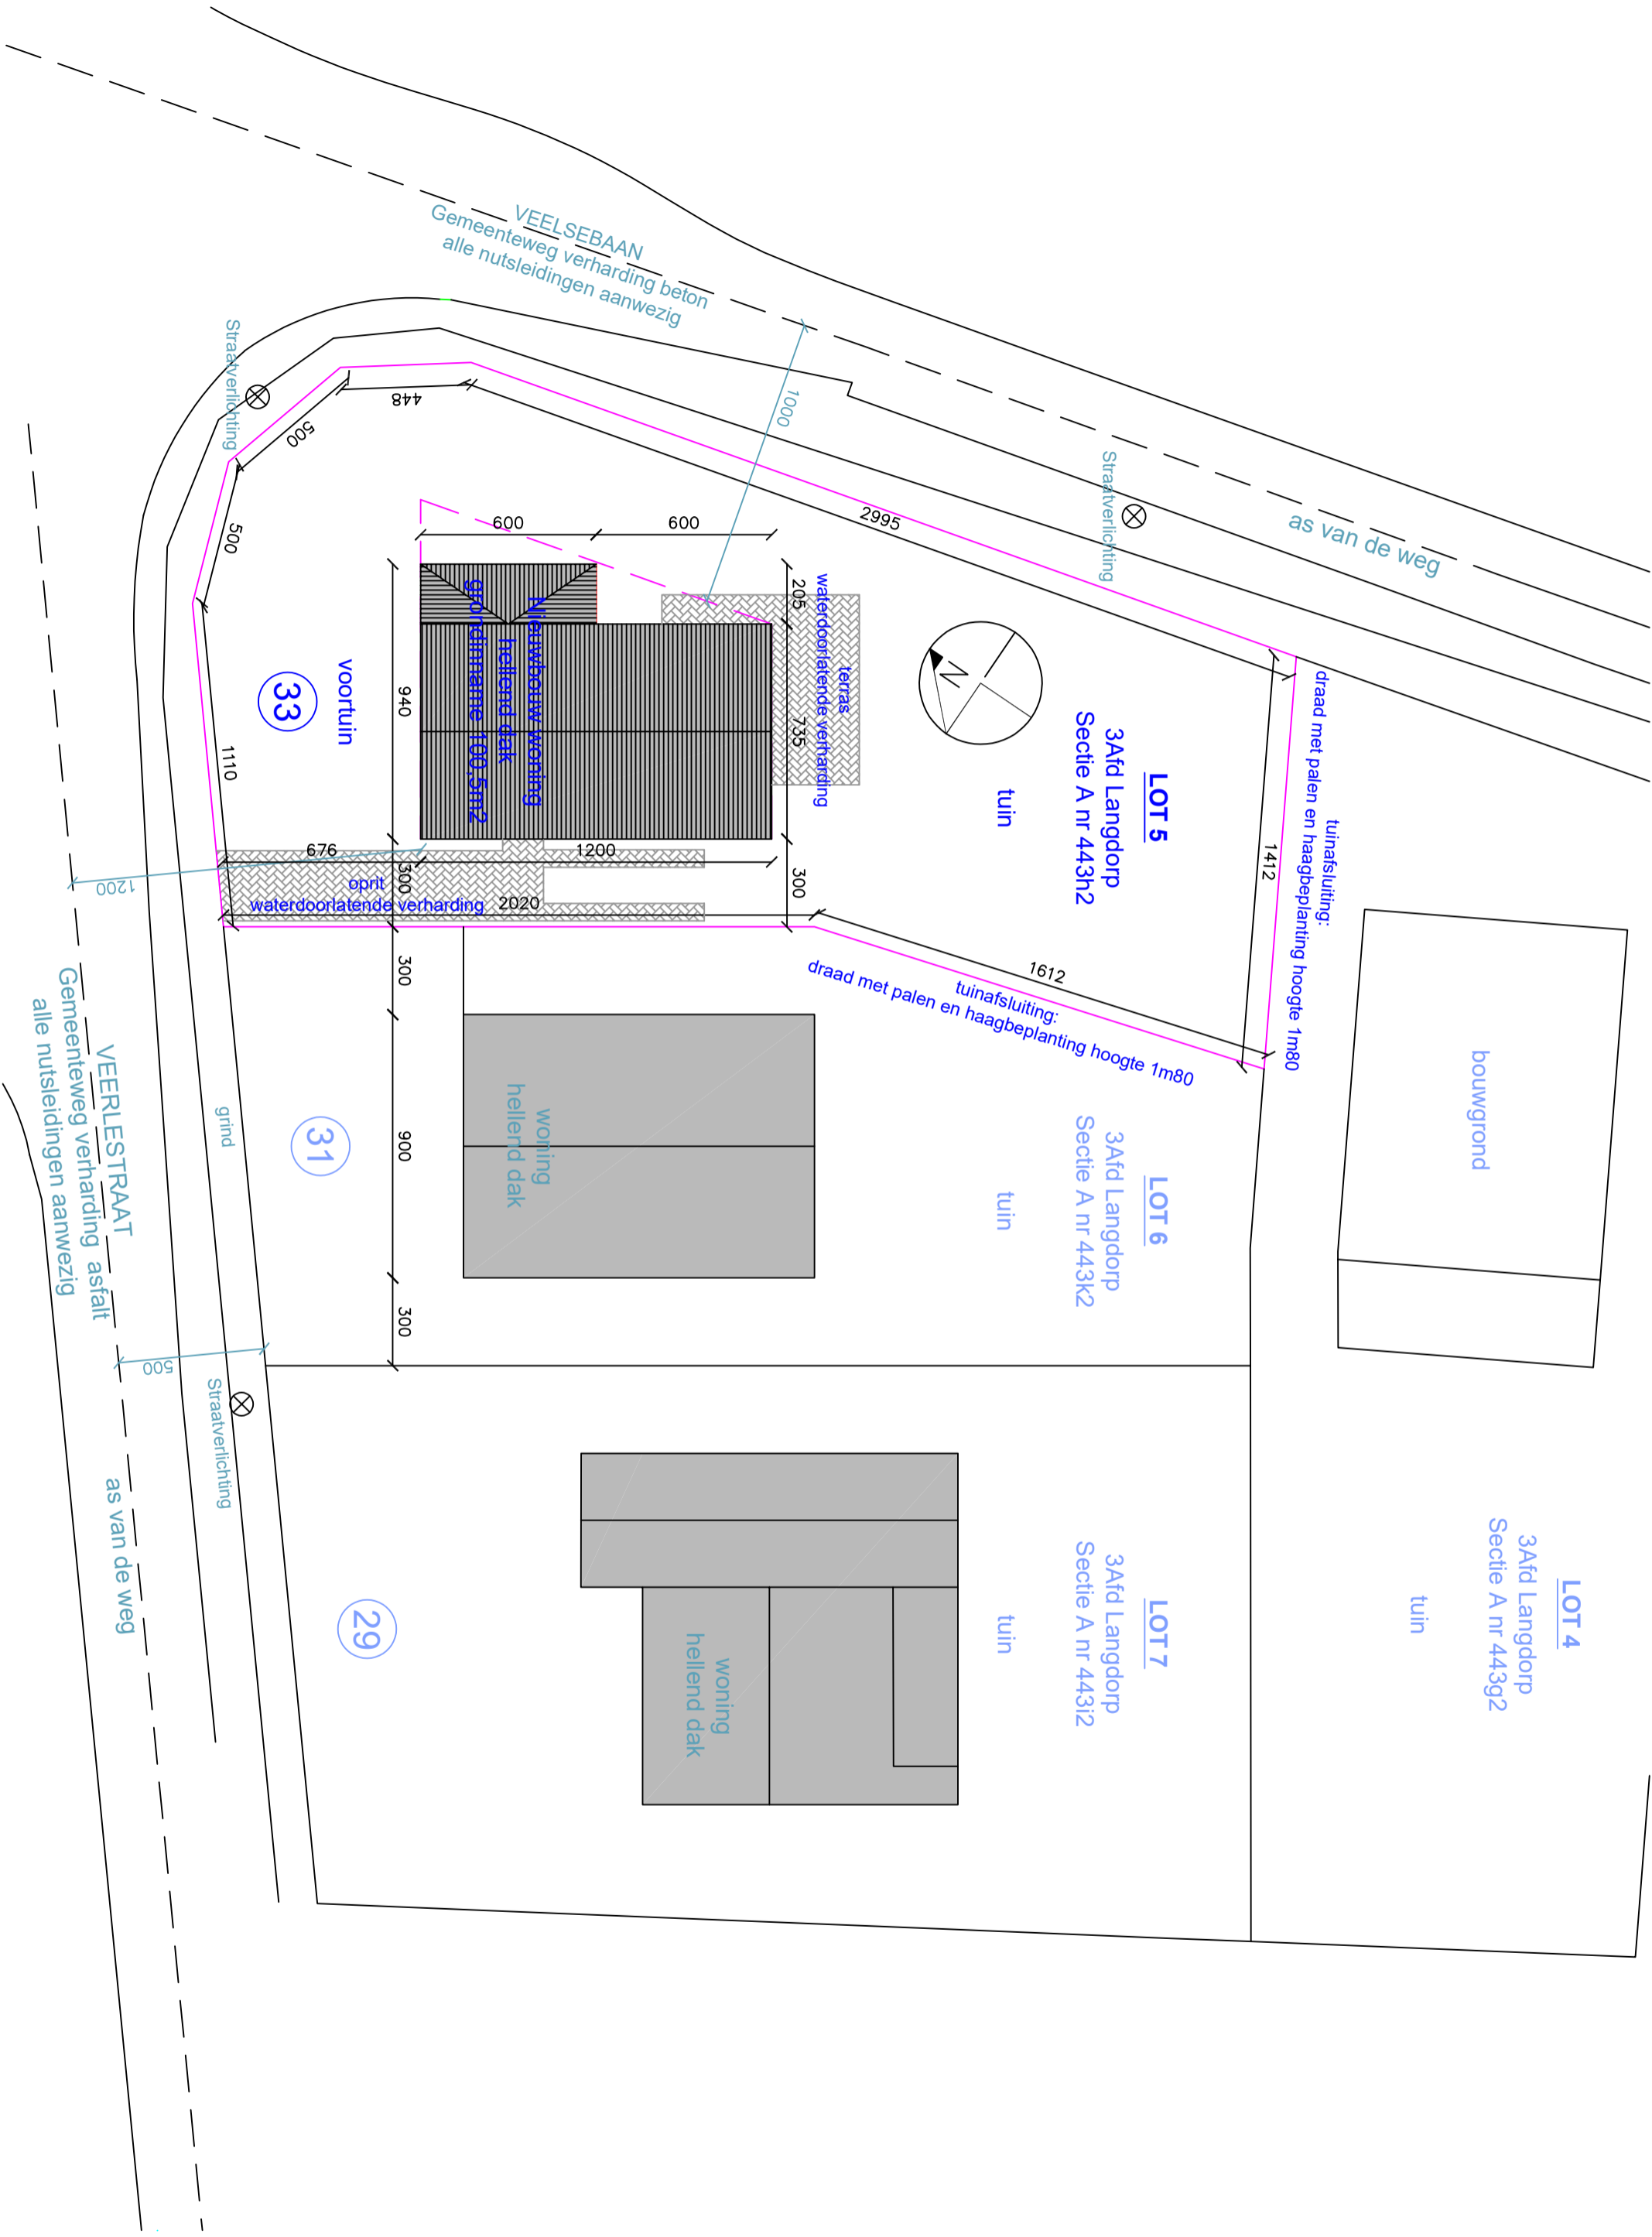 VEELSEBAAN
Gemeenteweg verharding beton
alle nutsleidingen aanwezig
as van de weg
Straatverlichting
Straatverlichting
1000
448
500
500
1110
2995
600
600
205
735
300
940
676
1200
300
2020
1200
1412
1612
waterdoorlatende verharding
terras
Nieuwbouw woning
hellend dak
grondinname 100,5m2
voortuin
33
oprit
waterdoorlatende verharding
N
LOT 5
3Afd Langdorp
Sectie A nr 443h2
tuin
tuinafsluiting:
draad met palen en haagbeplanting hoogte 1m80
tuinafsluiting:
draad met palen en haagbeplanting hoogte 1m80
bouwgrond
300
900
300
woning
hellend dak
31
grind
LOT 6
3Afd Langdorp
Sectie A nr 443k2
tuin
VEERLESTRAAT
Gemeenteweg verharding asfalt
alle nutsleidingen aanwezig
500
Straatverlichting
as van de weg
29
woning
hellend dak
LOT 7
3Afd Langdorp
Sectie A nr 443i2
tuin
LOT 4
3Afd Langdorp
Sectie A nr 443g2
tuin